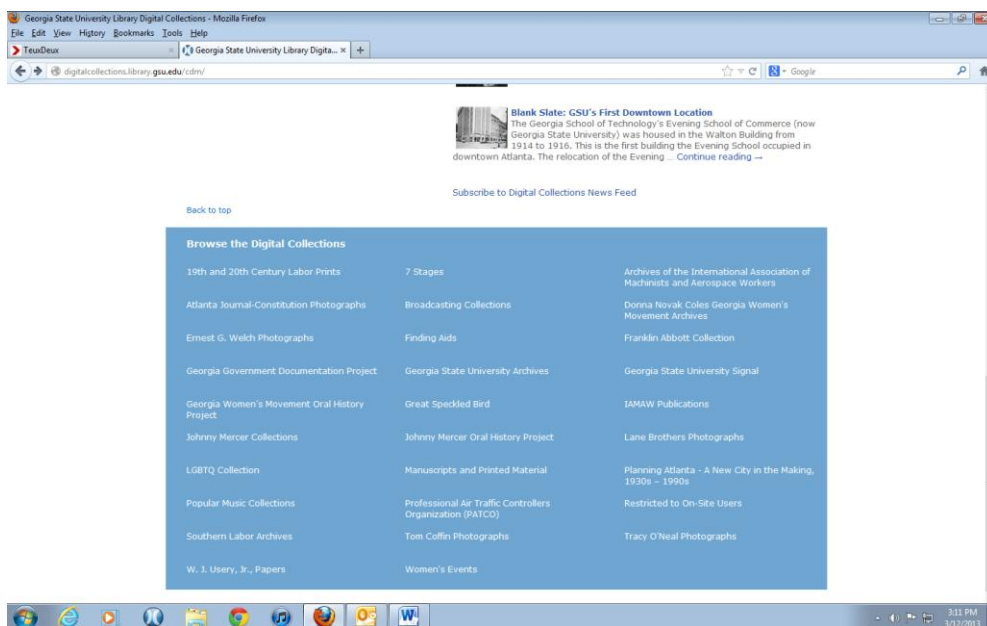 Georgia State University Library Digital Collections - Mozilla Firefox
File Edit View History Bookmarks Tools Help
TeuxDeux
Georgia State University Library Digita...
digitalcollections.library.gsu.edu/cdm/
Google
Blank Slate: GSU's First Downtown Location
The Georgia School of Technology's Evening School of Commerce (now
Georgia State University) was housed in the Walton Building from
1914 to 1916. This is the first building the Evening School occupied in
downtown Atlanta. The relocation of the Evening ... Continue reading →
Subscribe to Digital Collections News Feed
Back to top
Browse the Digital Collections
19th and 20th Century Labor Prints
7 Stages
Archives of the International Association of
Machinists and Aerospace Workers
Atlanta Journal-Constitution Photographs
Broadcasting Collections
Donna Novak Coles Georgia Women's
Movement Archives
Ernest G. Welch Photographs
Finding Aids
Franklin Abbott Collection
Georgia Government Documentation Project
Georgia State University Archives
Georgia State University Signal
Georgia Women's Movement Oral History
Project
Great Speckled Bird
IAMAW Publications
Johnny Mercer Collections
Johnny Mercer Oral History Project
Lane Brothers Photographs
LGBTQ Collection
Manuscripts and Printed Material
Planning Atlanta - A New City in the Making,
1930s – 1990s
Popular Music Collections
Professional Air Traffic Controllers
Organization (PATCO)
Restricted to On-Site Users
Southern Labor Archives
Tom Coffin Photographs
Tracy O'Neal Photographs
W. J. Usery, Jr., Papers
Women's Events
3:11 PM
3/12/2013